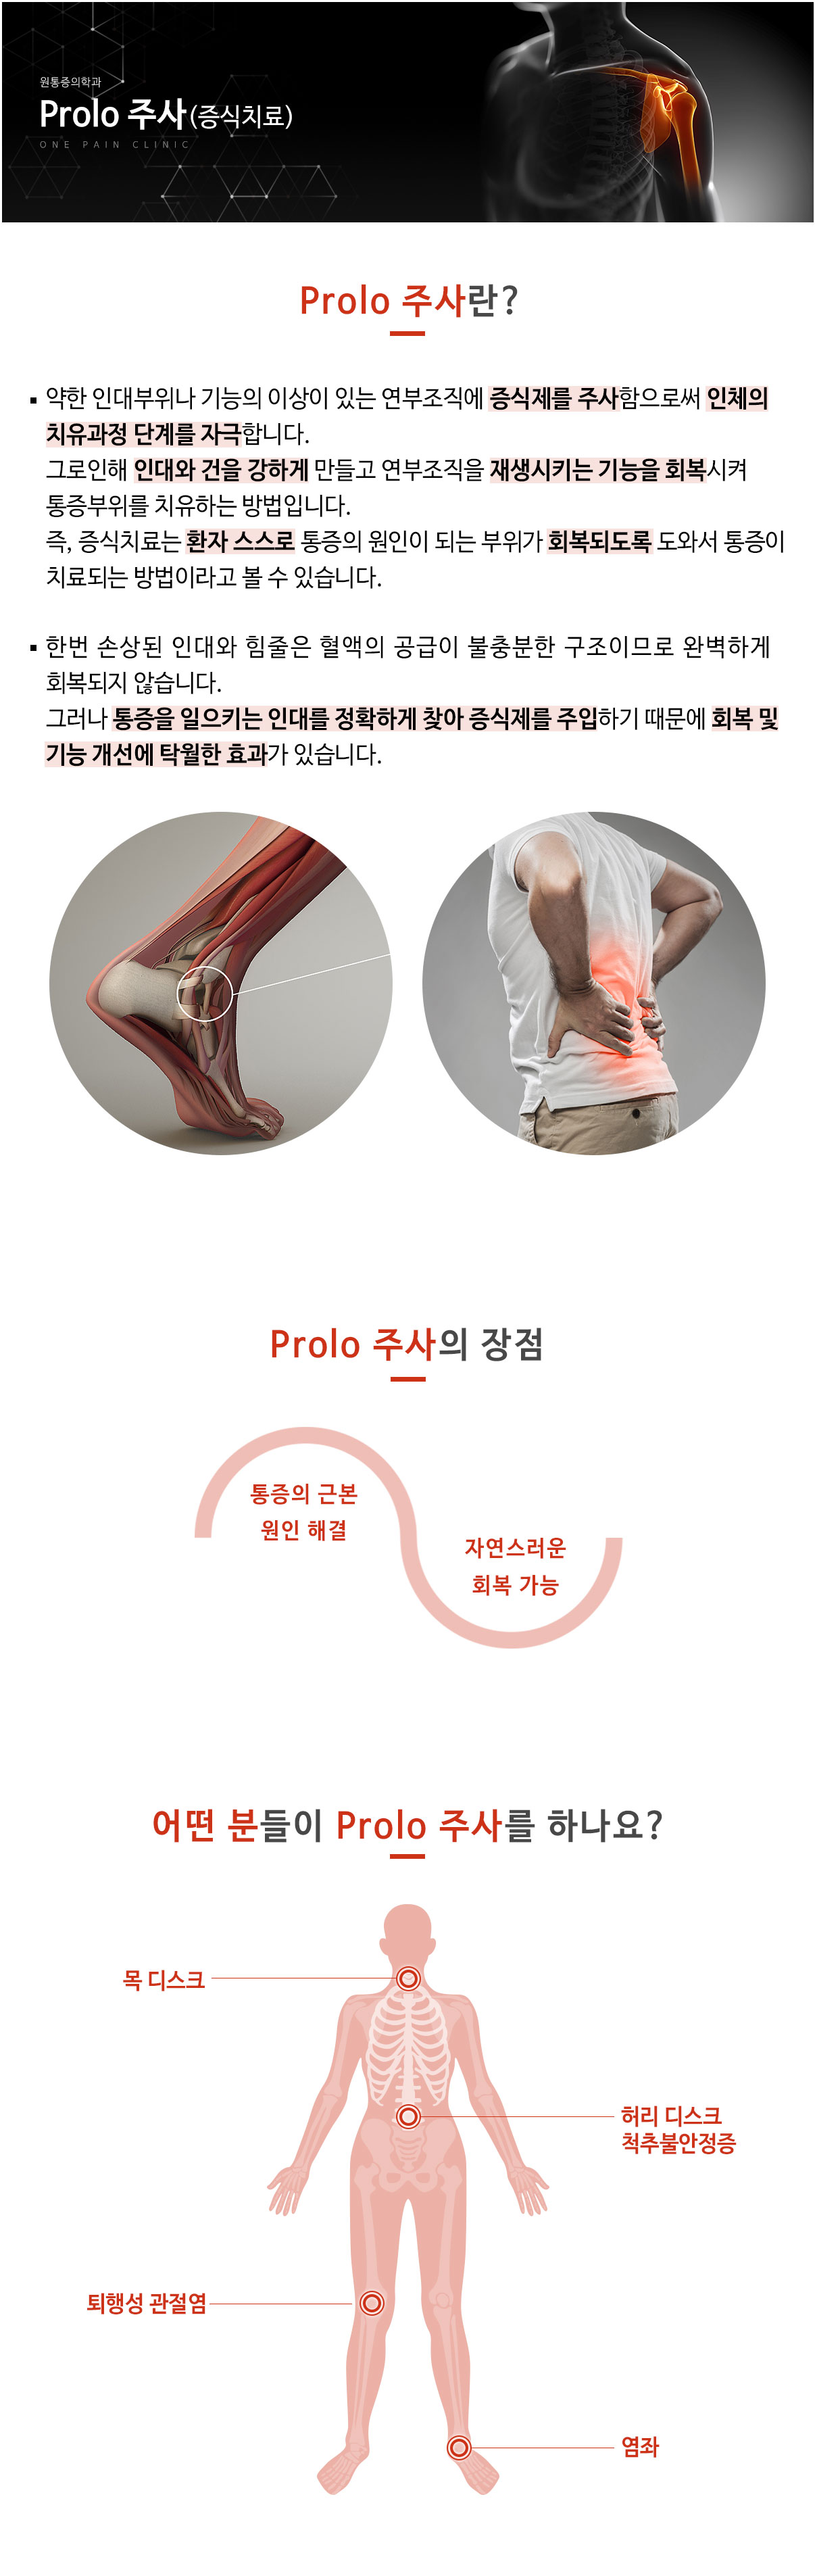 원통증의학과
Prolo 주사(증식치료)
ONE PAIN CLINIC
Prolo 주사란?
▪ 약한 인대부위나 기능의 이상이 있는 연부조직에 증식제를 주사함으로써 인체의
치유과정 단계를 자극합니다.
그로인해 인대와 건을 강하게 만들고 연부조직을 재생시키는 기능을 회복시켜
통증부위를 치유하는 방법입니다.
즉, 증식치료는 환자 스스로 통증의 원인이 되는 부위가 회복되도록 도와서 통증이
치료되는 방법이라고 볼 수 있습니다.
▪ 한번 손상된 인대와 힘줄은 혈액의 공급이 불충분한 구조이므로 완벽하게
회복되지 않습니다.
그러나 통증을 일으키는 인대를 정확하게 찾아 증식제를 주입하기 때문에 회복 및
기능 개선에 탁월한 효과가 있습니다.
Prolo 주사의 장점
통증의 근본
원인 해결
자연스러운
회복 가능
어떤 분들이 Prolo 주사를 하나요?
목 디스크
허리 디스크
척추불안정증
퇴행성 관절염
염좌